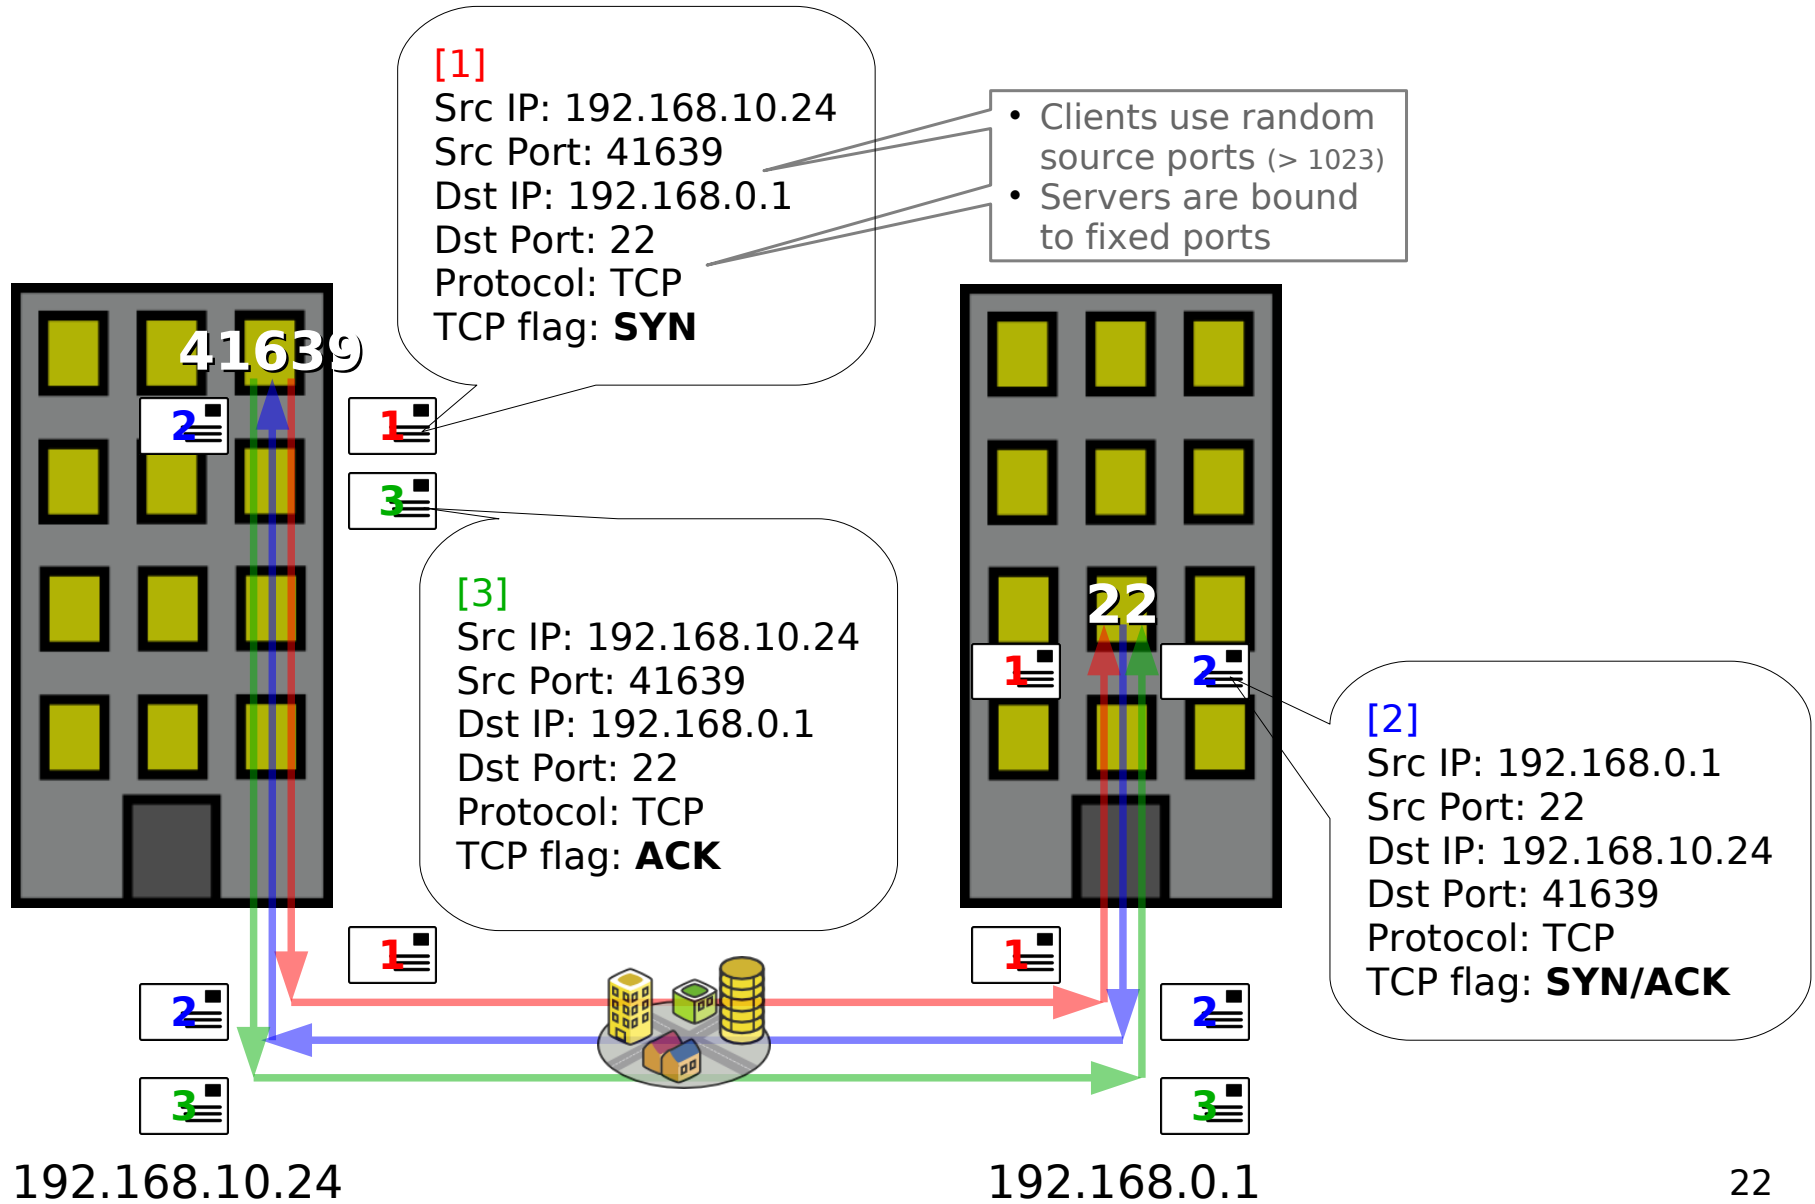 [1]
Src IP: 192.168.10.24
Src Port: 41639
Dst IP: 192.168.0.1
Dst Port: 22
Protocol: TCP
TCP flag: SYN
• Clients use random
source ports (> 1023)
• Servers are bound
to fixed ports
41639
2
1
3
[3]
Src IP: 192.168.10.24
Src Port: 41639
Dst IP: 192.168.0.1
Dst Port: 22
Protocol: TCP
TCP flag: ACK
22
1
2
[2]
Src IP: 192.168.0.1
Src Port: 22
Dst IP: 192.168.10.24
Dst Port: 41639
Protocol: TCP
TCP flag: SYN/ACK
1
1
2
2
3
3
192.168.10.24
192.168.0.1
22